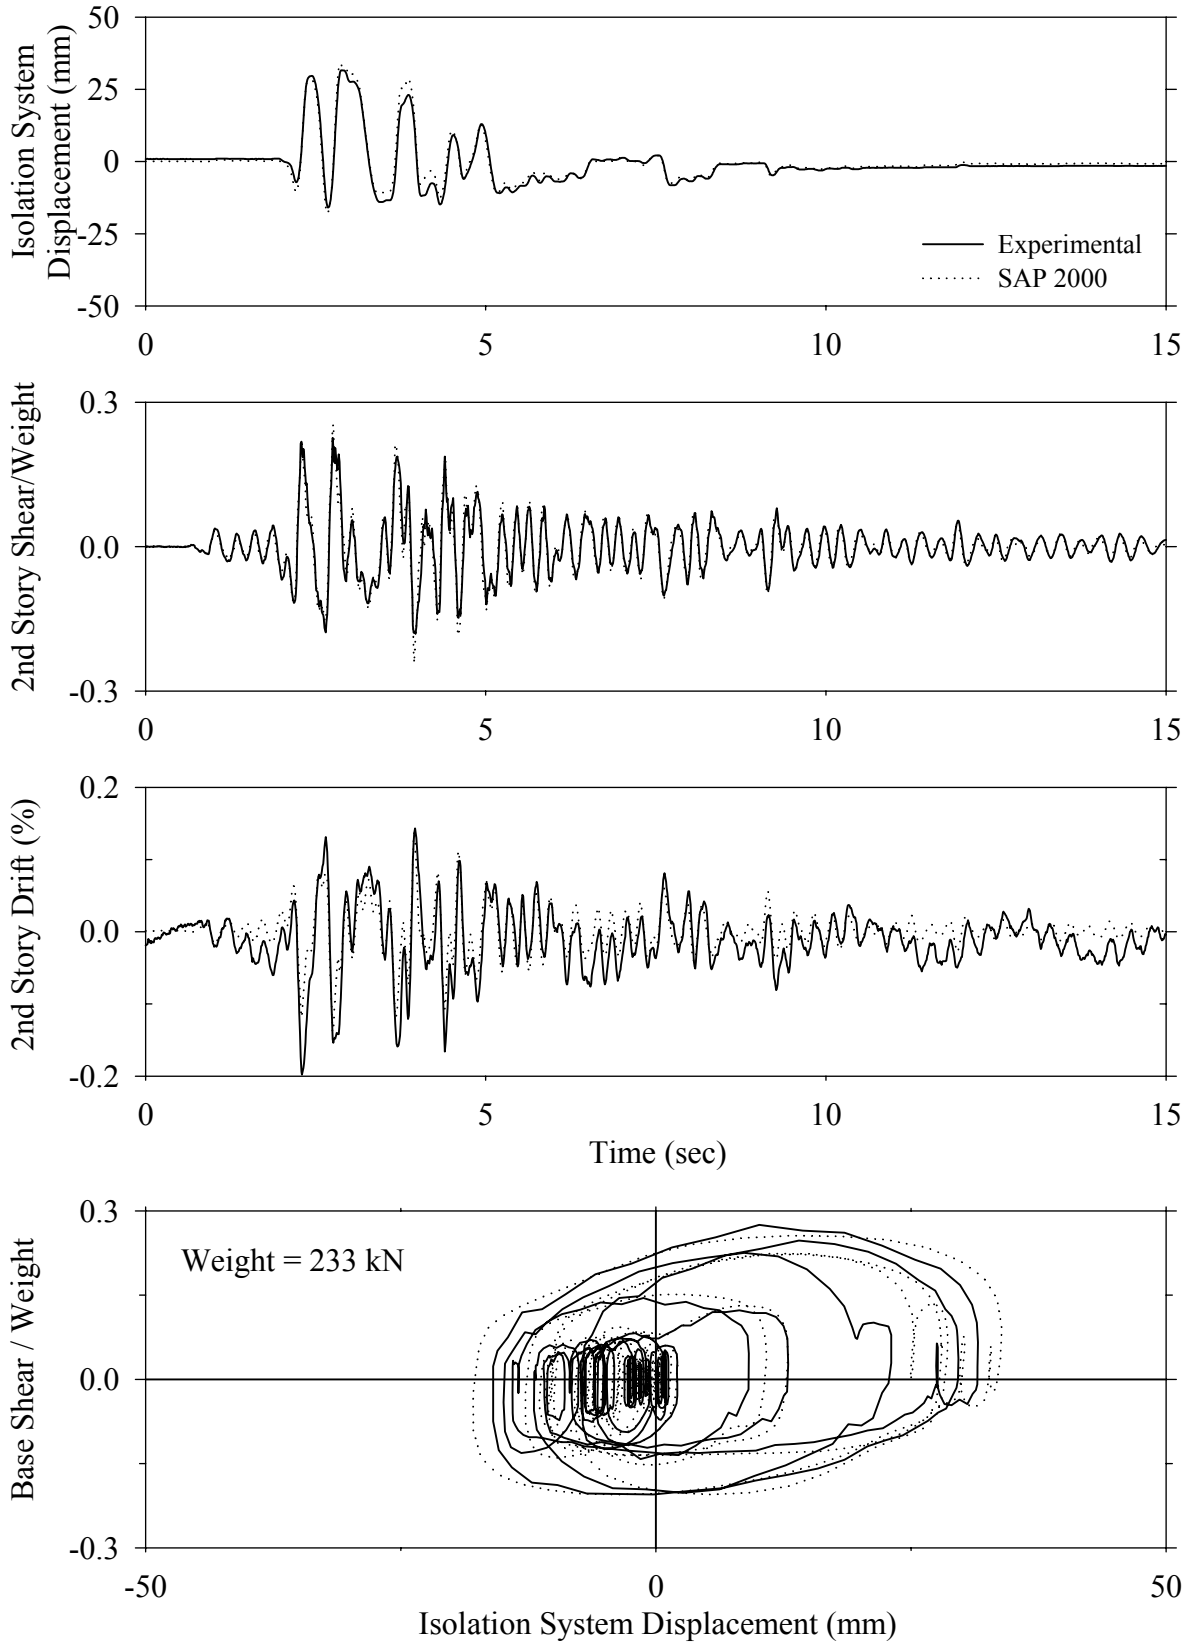 Isolation System
Displacement (mm)
50
25
0
-25
-50
Experimental
SAP 2000
0
5
10
15
2nd Story Shear/Weight
0.3
0.0
-0.3
0
5
10
15
2nd Story Drift (%)
0.2
0.0
-0.2
0
5
10
15
Time (sec)
Base Shear / Weight
0.3
0.0
-0.3
Weight = 233 kN
-50
0
50
Isolation System Displacement (mm)